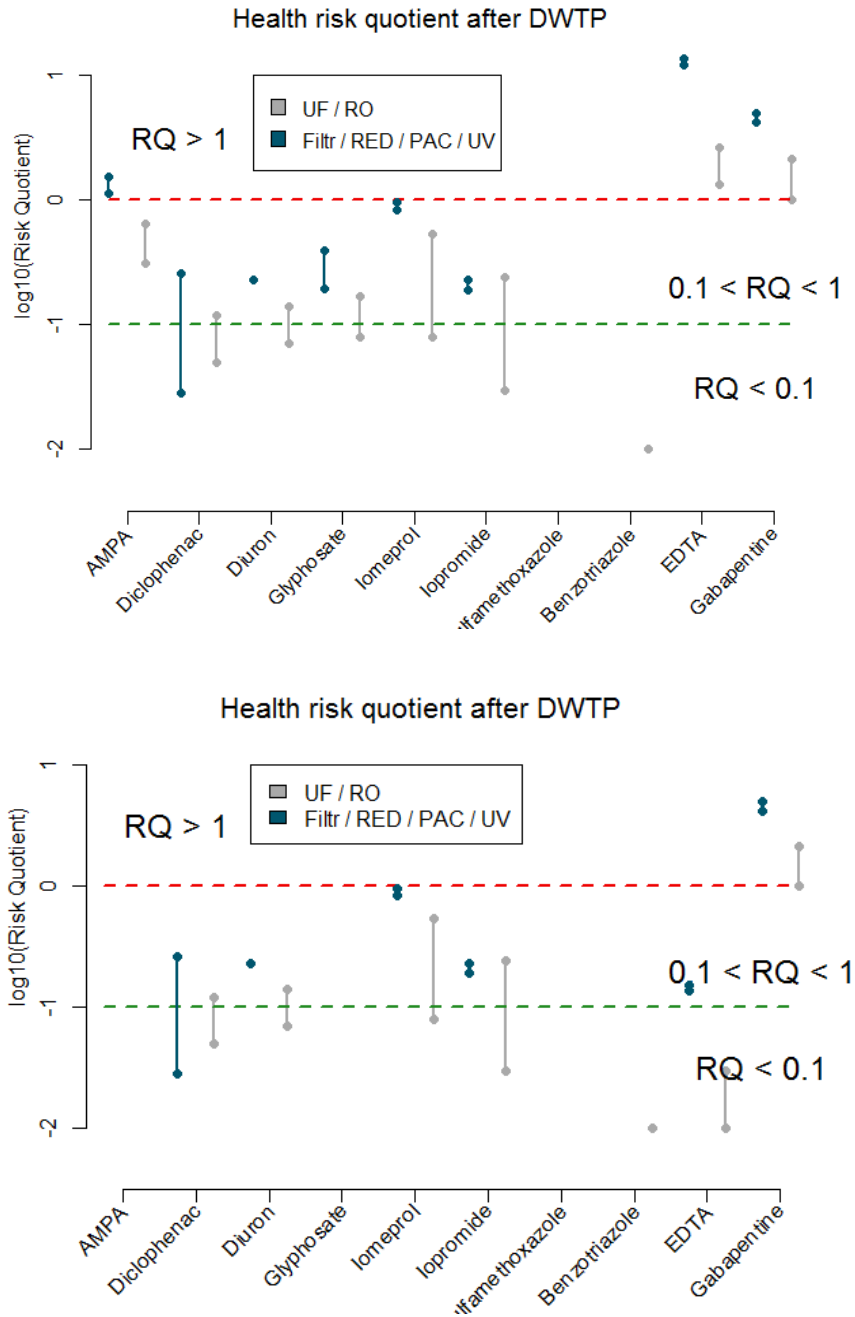 Health risk quotient after DWTP
log10(Risk Quotient)
1
0
-1
-2
UF / RO
Filtr / RED / PAC / UV
RQ > 1
0.1 < RQ < 1
RQ < 0.1
AMPA
Diclophenac
Diuron
Glyphosate
Iomeprol
Iopromide
lfamethoxazole
Benzotriazole
EDTA
Gabapentine
Health risk quotient after DWTP
log10(Risk Quotient)
1
0
-1
-2
UF / RO
Filtr / RED / PAC / UV
RQ > 1
0.1 < RQ < 1
RQ < 0.1
AMPA
Diclophenac
Diuron
Glyphosate
Iomeprol
Iopromide
lfamethoxazole
Benzotriazole
EDTA
Gabapentine